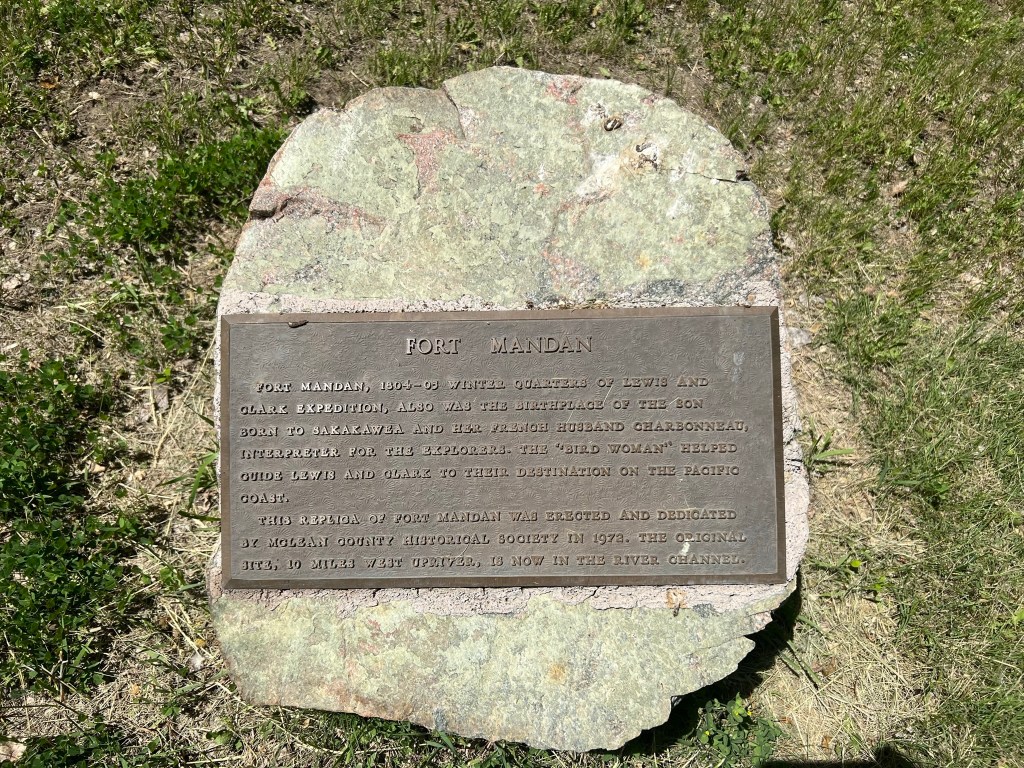 FORT MANDAN
FORT MANDAN, 1804-05 WINTER QUARTERS OF LEWIS AND
CLARK EXPEDITION, ALSO WAS THE BIRTHPLACE OF THE SON
BORN TO SAKAKAWEA AND HER FRENCH HUSBAND CHARBONNEAU,
INTERPRETER FOR THE EXPLORERS. THE "BIRD WOMAN" HELPED
GUIDE LEWIS AND CLARK TO THEIR DESTINATION ON THE PACIFIC
COAST.
THIS REPLICA OF FORT MANDAN WAS ERECTED AND DEDICATED
BY MCLEAN COUNTY HISTORICAL SOCIETY IN 1972. THE ORIGINAL
SITE, 10 MILES WEST UPRIVER, IS NOW IN THE RIVER CHANNEL.